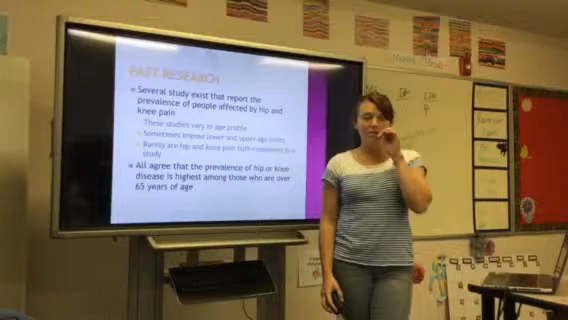 PAST RESEARCH
Several study exist that report the
prevalence of people affected by hip and
knee pain
These studies vary in age profile
Sometimes impose lower and upper age limits
Rarely are hip and knee pain both considered in a
study
All agree that the prevalence of hip or knee
disease is highest among those who are over
65 years of age